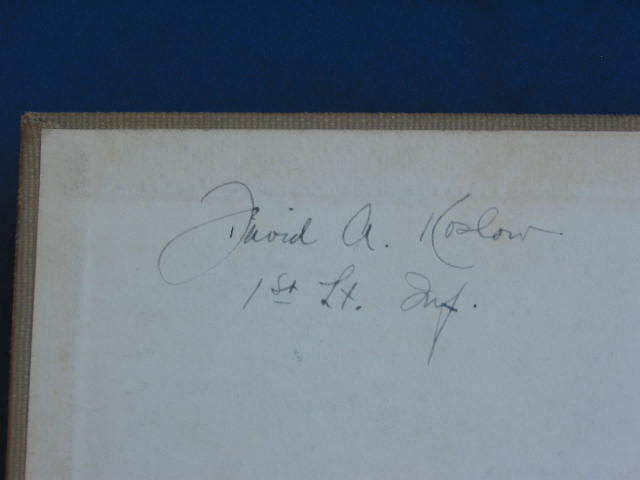 David A. Koslow
1st Lt. Inf.